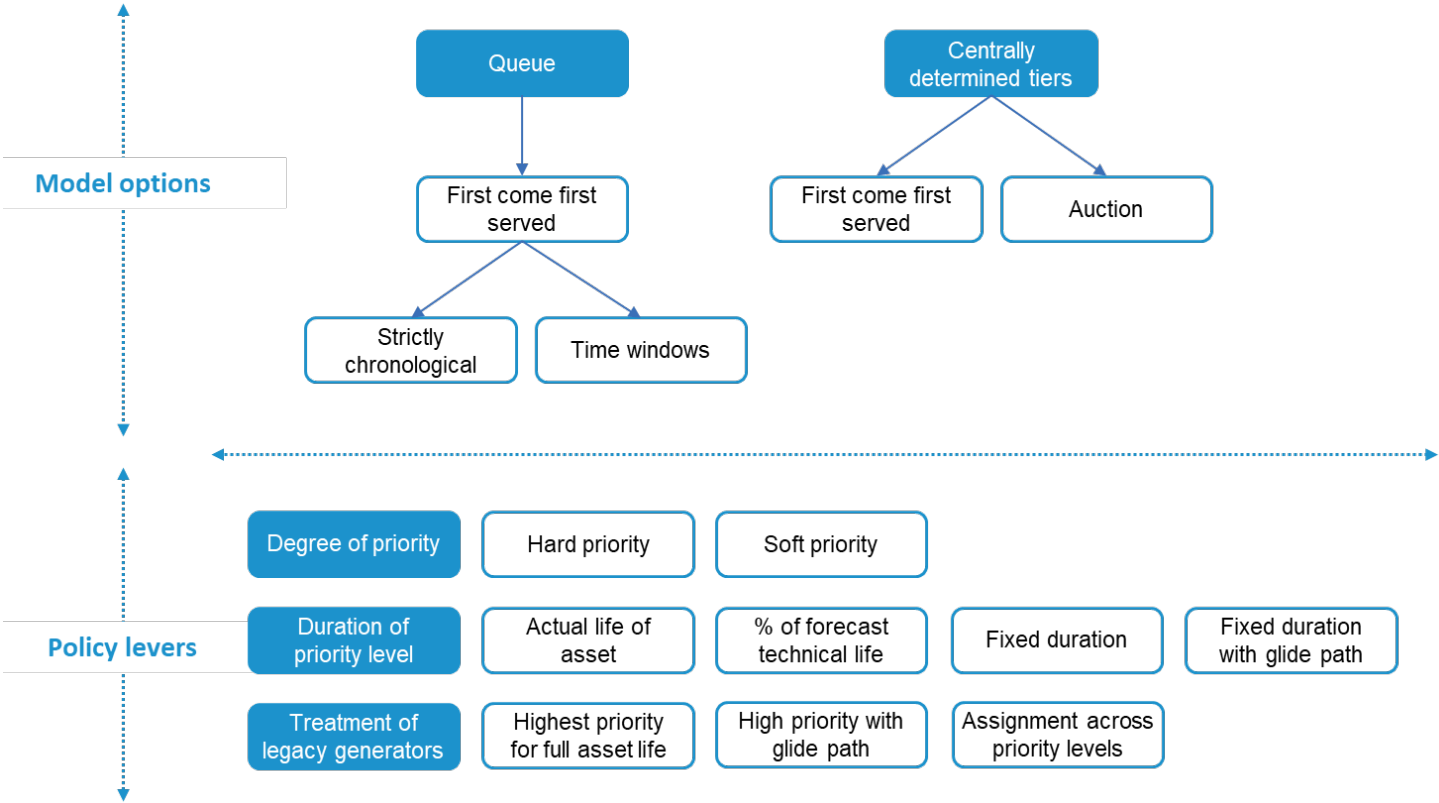 Queue
Centrally
determined tiers
Model options
First come first
served
First come first
served
Auction
Strictly
chronological
Time windows
Degree of priority
Hard priority
Soft priority
Policy levers
Duration of
priority level
Actual life of
asset
% of forecast
technical life
Fixed duration
Fixed duration
with glide path
Treatment of
legacy generators
Highest priority
for full asset life
High priority with
glide path
Assignment across
priority levels